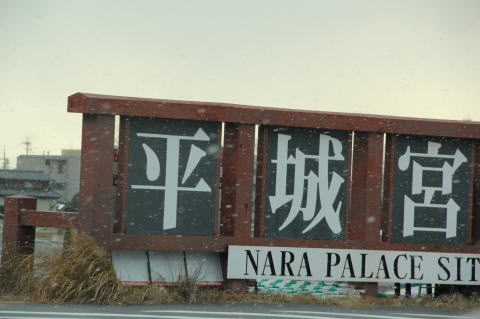 平城宮
NARA PALACE SIT